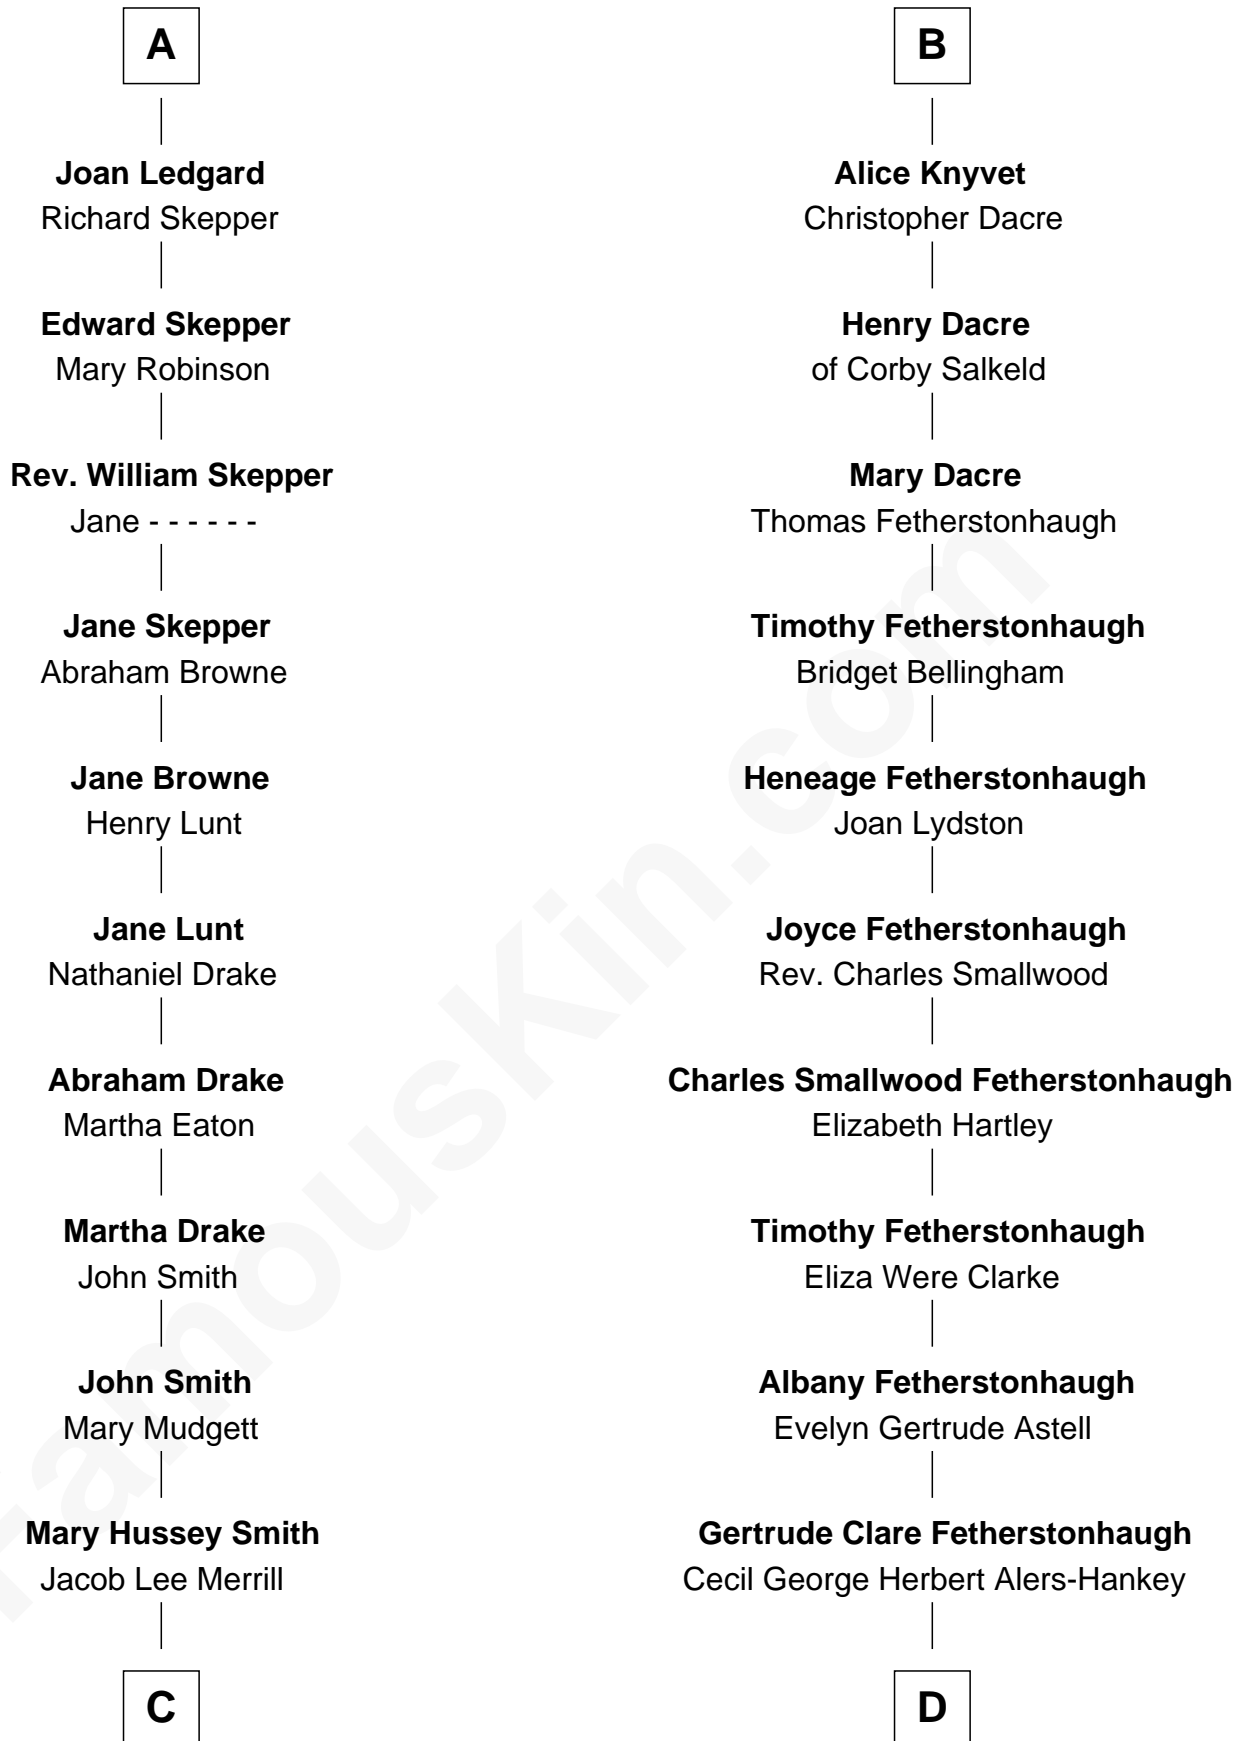 A
Joan Ledgard
Richard Skepper
Edward Skepper
Mary Robinson
Rev. William Skepper
Jane - - - - - -
Jane Skepper
Abraham Browne
Jane Browne
Henry Lunt
Jane Lunt
Nathaniel Drake
Abraham Drake
Martha Eaton
Martha Drake
John Smith
John Smith
Mary Mudgett
Mary Hussey Smith
Jacob Lee Merrill
C
B
Alice Knyvet
Christopher Dacre
Henry Dacre
of Corby Salkeld
Mary Dacre
Thomas Fetherstonhaugh
Timothy Fetherstonhaugh
Bridget Bellingham
Heneage Fetherstonhaugh
Joan Lydston
Joyce Fetherstonhaugh
Rev. Charles Smallwood
Charles Smallwood Fetherstonhaugh
Elizabeth Hartley
Timothy Fetherstonhaugh
Eliza Were Clarke
Albany Fetherstonhaugh
Evelyn Gertrude Astell
Gertrude Clare Fetherstonhaugh
Cecil George Herbert Alers-Hankey
D
FamousKin.com